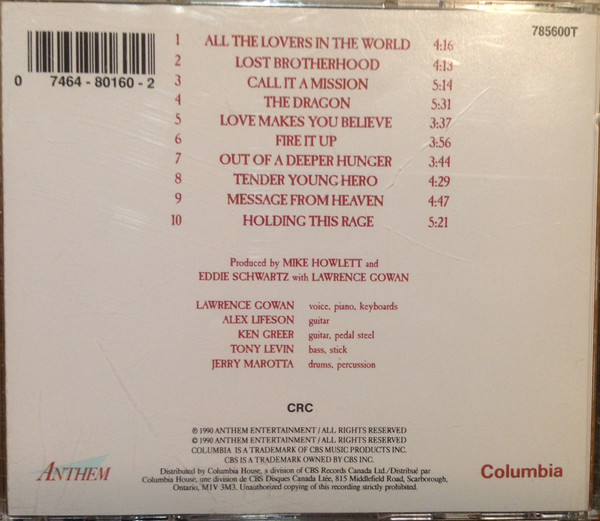 785600T
0 7464 - 80160 - 2
1 ALL THE LOVERS IN THE WORLD 4:16
2 LOST BROTHERHOOD 4:13
3 CALL IT A MISSION 5:14
4 THE DRAGON 5:31
5 LOVE MAKES YOU BELIEVE 3:37
6 FIRE IT UP 3:56
7 OUT OF A DEEPER HUNGER 3:44
8 TENDER YOUNG HERO 4:29
9 MESSAGE FROM HEAVEN 4:47
10 HOLDING THIS RAGE 5:21
Produced by MIKE HOWLETT and
EDDIE SCHWARTZ with LAWRENCE GOWAN
LAWRENCE GOWAN voice, piano, keyboards
ALEX LIFESON guitar
KEN GREER guitar, pedal steel
TONY LEVIN bass, stick
JERRY MAROTTA drums, percussion
CRC
℗ 1990 ANTHEM ENTERTAINMENT/ALL RIGHTS RESERVED
© 1990 ANTHEM ENTERTAINMENT/ALL RIGHTS RESERVED
COLUMBIA IS A TRADEMARK OF CBS MUSIC PRODUCTS INC.
CBS IS A TRADEMARK OWNED BY CBS INC.
Distributed by Columbia House, a division of CBS Records Canada Ltd./Distribué par
Columbia House, une division de CBS Disques Canada Ltée, 815 Middlefield Road, Scarborough,
Ontario, M1V 3M3. Unauthorized copying of this recording strictly prohibited.
ANTHEM
Columbia